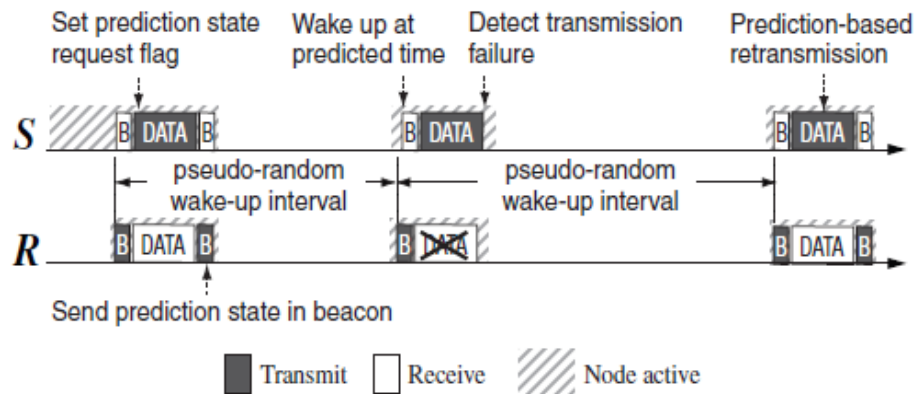 Set prediction state
request flag
Wake up at
predicted time
Detect transmission
failure
Prediction-based
retransmission
S
B DATA B
B DATA
B DATA B
pseudo-random
wake-up interval
pseudo-random
wake-up interval
R
B DATA B
B DATA
B DATA B
Send prediction state in beacon
Transmit
Receive
Node active